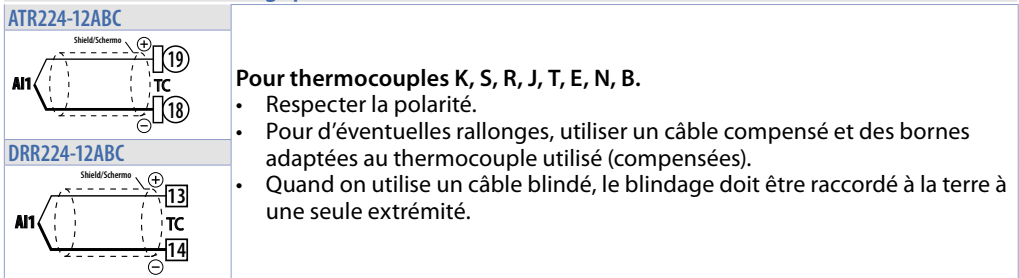 ATR224-12ABC
Shield/Schermo
+
19
AI1
TC
18
-
DRR224-12ABC
Shield/Schermo
+
13
AI1
TC
14
-
Pour thermocouples K, S, R, J, T, E, N, B.
• Respecter la polarité.
• Pour d'éventuelles rallonges, utiliser un câble compensé et des bornes
adaptées au thermocouple utilisé (compensées).
• Quand on utilise un câble blindé, le blindage doit être raccordé à la terre à
une seule extrémité.